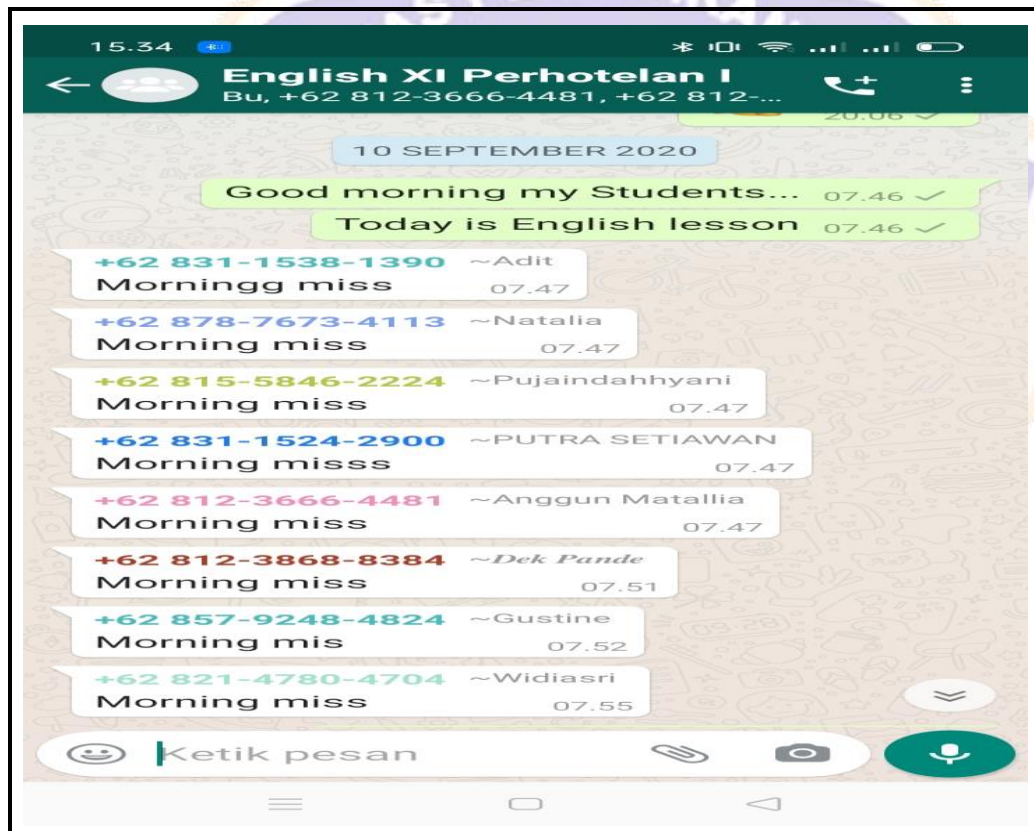 15.34
English XI Perhotelan I
Bu, +62 812-3666-4481, +62 812-...
20.06
10 SEPTEMBER 2020
Good morning my Students... 07.46
Today is English lesson 07.46
+62 831-1538-1390 ~Adit
Morningg miss 07.47
+62 878-7673-4113 ~Natalia
Morning miss 07.47
+62 815-5846-2224 ~Pujaindahhyani
Morning miss 07.47
+62 831-1524-2900 ~PUTRA SETIAWAN
Morning misss 07.47
+62 812-3666-4481 ~Anggun Matallia
Morning miss 07.47
+62 812-3868-8384 ~Dek Pande
Morning miss 07.51
+62 857-9248-4824 ~Gustine
Morning mis 07.52
+62 821-4780-4704 ~Widiasri
Morning miss 07.55
Ketik pesan